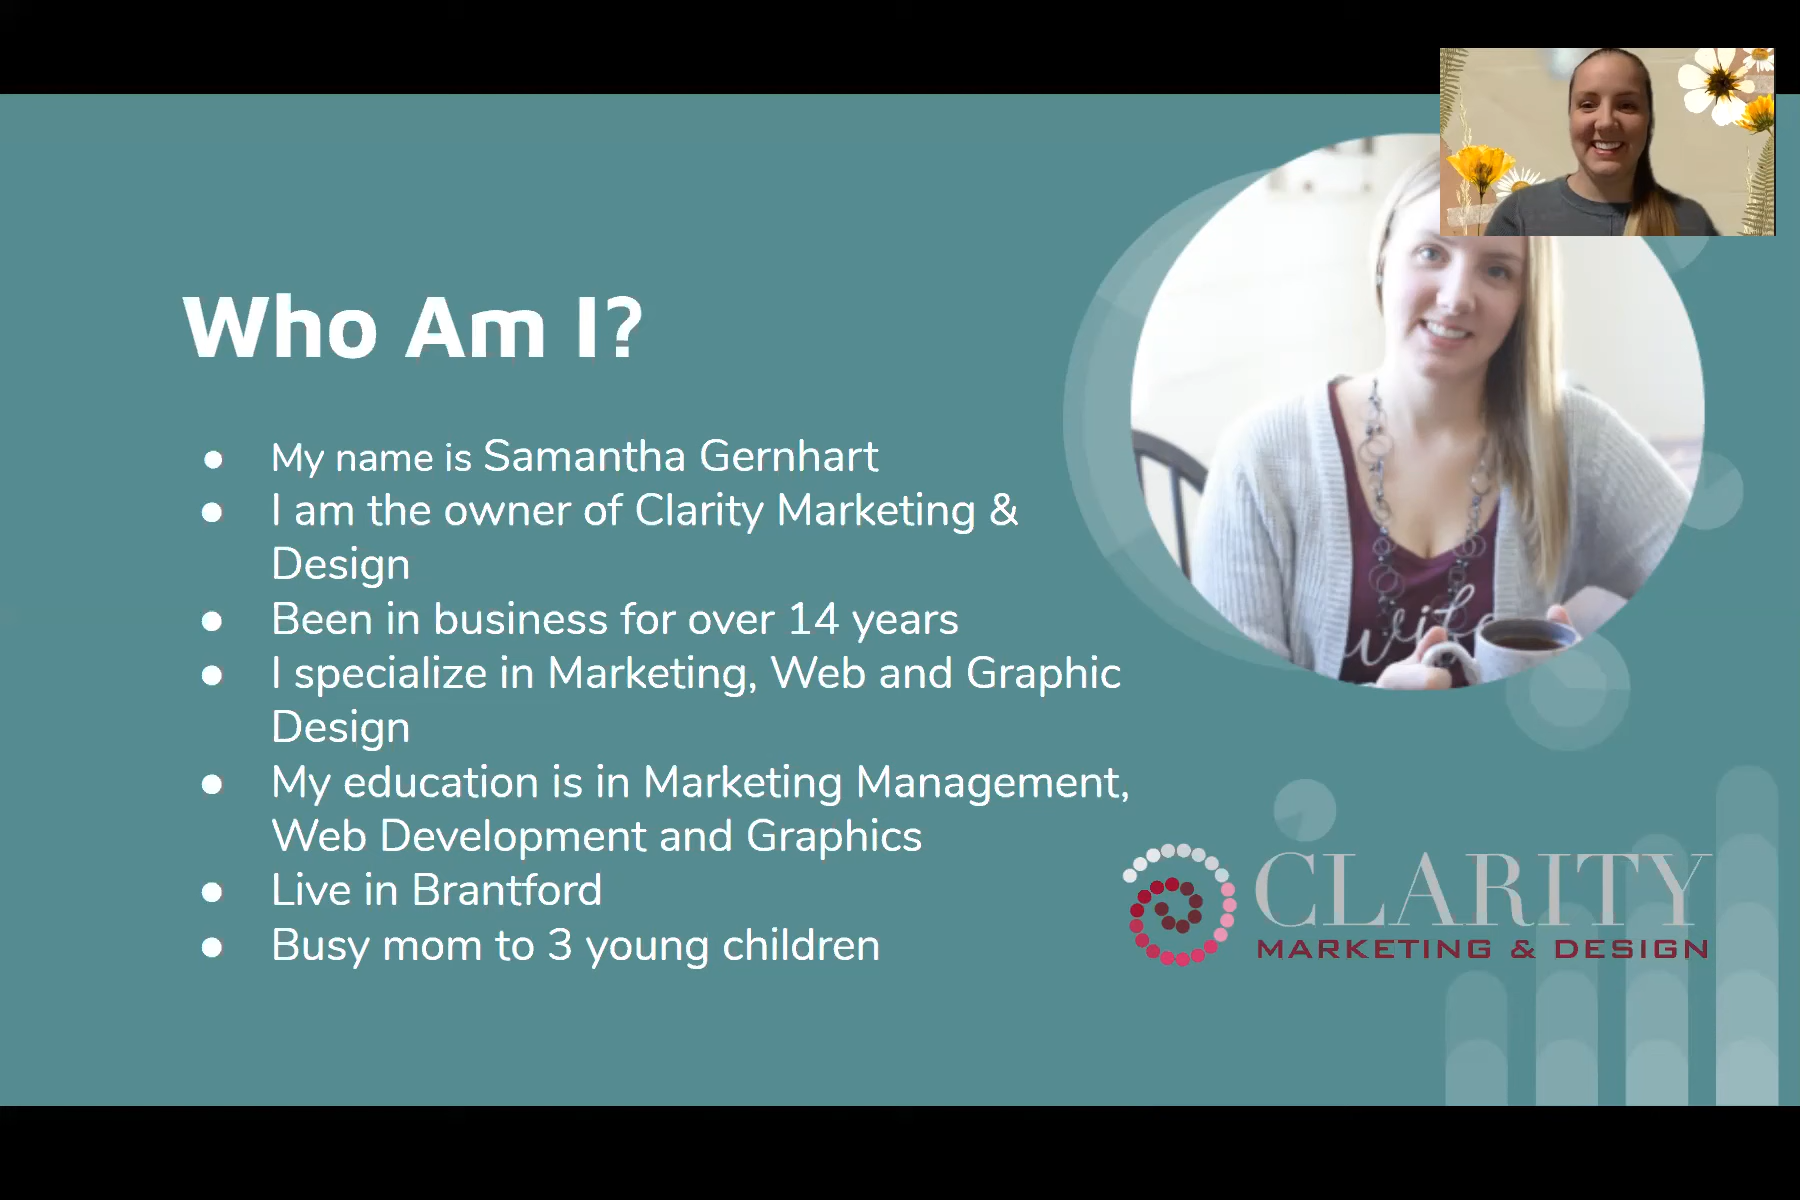 Who Am I?
● My name is Samantha Gernhart
● I am the owner of Clarity Marketing &
Design
● Been in business for over 14 years
● I specialize in Marketing, Web and Graphic
Design
● My education is in Marketing Management,
Web Development and Graphics
● Live in Brantford
● Busy mom to 3 young children
wife
CLARITY
MARKETING & DESIGN